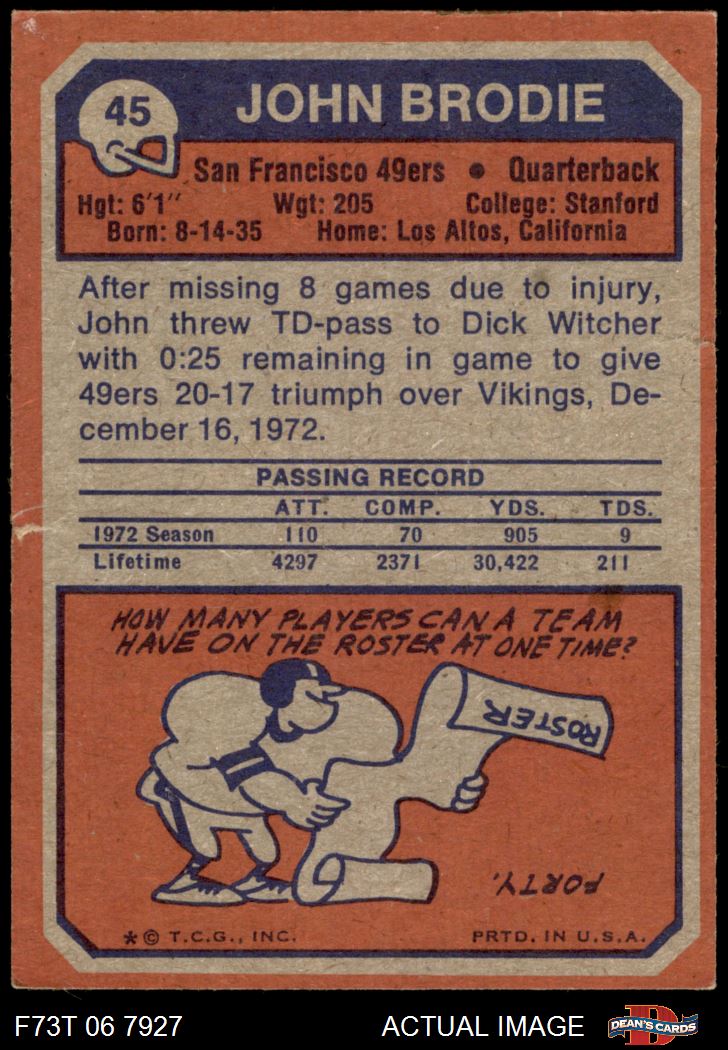 45
JOHN BRODIE
San Francisco 49ers • Quarterback
Hgt: 6'1" Wgt: 205 College: Stanford
Born: 8-14-35 Home: Los Altos, California
After missing 8 games due to injury,
John threw TD-pass to Dick Witcher
with 0:25 remaining in game to give
49ers 20-17 triumph over Vikings, De-
cember 16, 1972.
PASSING RECORD
ATT. COMP. YDS. TDS.
1972 Season 110 70 905 9
Lifetime 4297 2371 30,422 211
HOW MANY PLAYERS CAN A TEAM
HAVE ON THE ROSTER AT ONE TIME?
ROSTER
FORTY.
* © T.C.G., INC. PRTD. IN U.S.A.
F73T 06 7927 ACTUAL IMAGE D DEAN'S CARDS